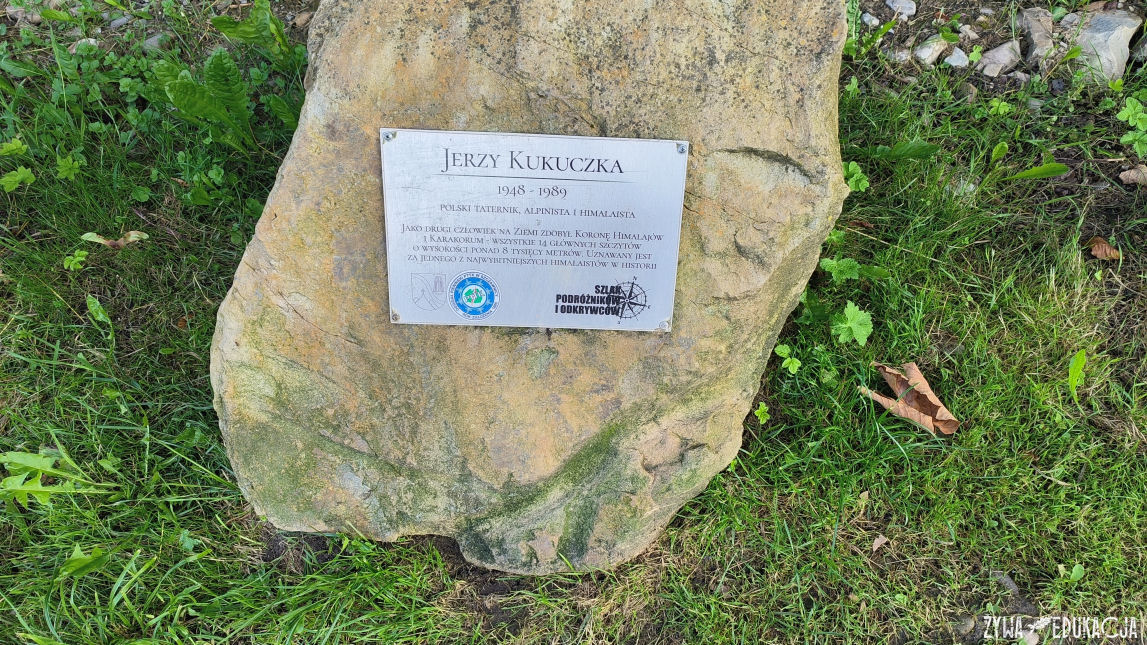 Jerzy Kukuczka
1948 - 1989
polski taternik, alpinista i himalaista
Jako drugi człowiek na Ziemi zdobył Koronę Himalajów
i Karakorum - wszystkie 14 głównych szczytów
o wysokości ponad 8 tysięcy metrów. Uznawany jest
za jednego z najwybitniejszych himalaistów w historii
SZLAK
PODRÓŻNIKÓW
I ODKRYWCÓW
N
ŻYWA EDUKACJA